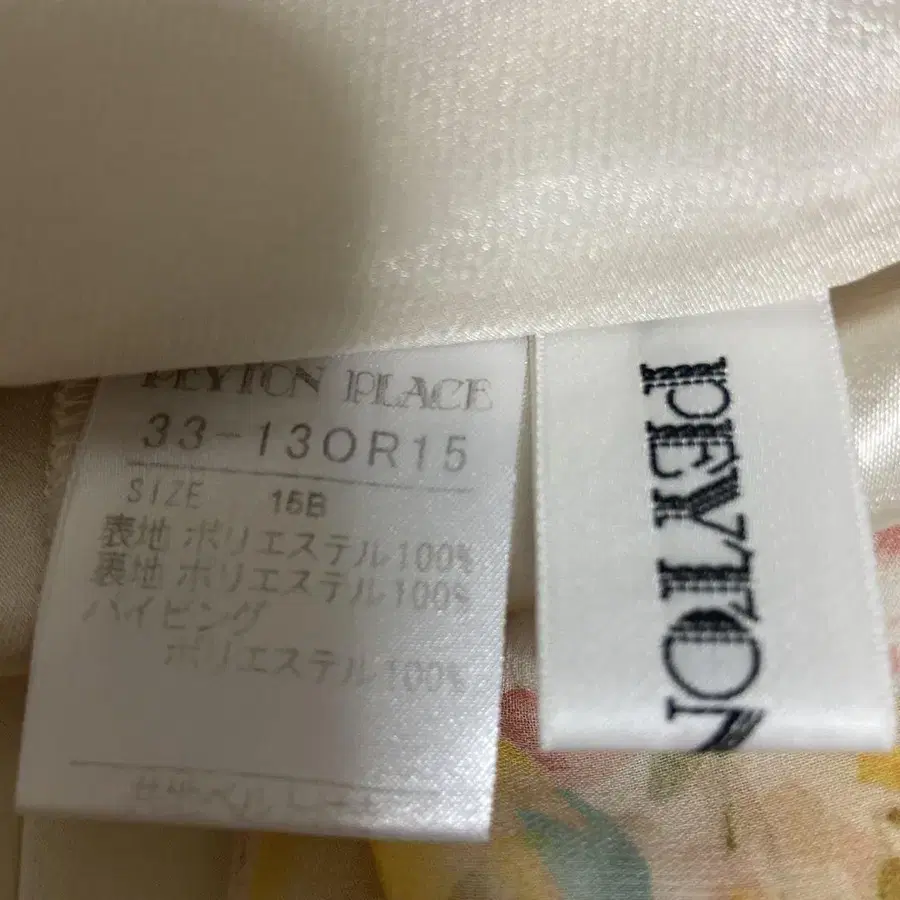 PEYTON PLACE
33-130R15
SIZE 15B
表地 ポリエステル100%
裏地 ポリエステル100%
パイピング
ポリエステル100%
PEYTON